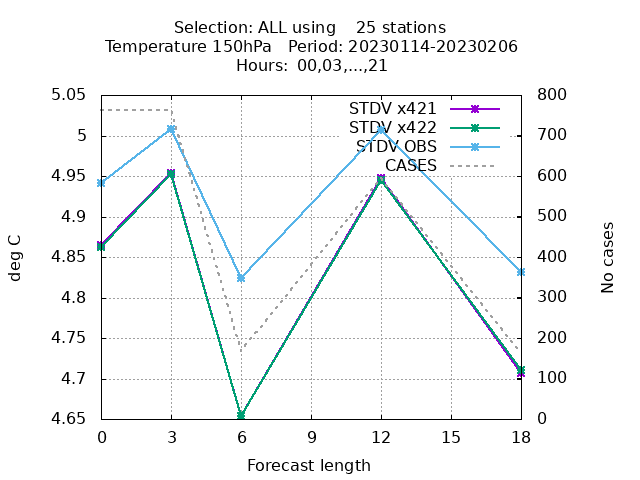 Selection: ALL using    25 stations
Temperature 150hPa   Period: 20230114-20230206
Hours:  00,03,...,21
5.05
5
4.95
4.9
4.85
4.8
4.75
4.7
4.65
deg C
STDV x421
STDV x422
STDV OBS
CASES
800
700
600
500
400
300
200
100
0
No cases
0 3 6 9 12 15 18
Forecast length